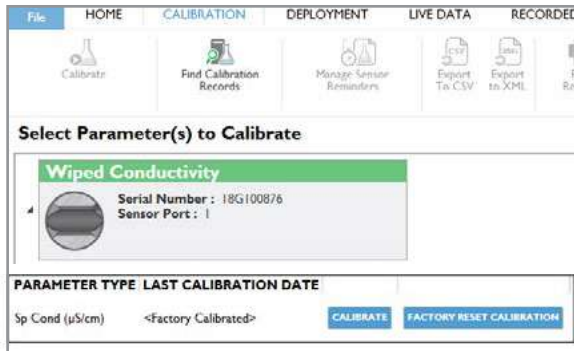 File HOME CALIBRATION DEPLOYMENT LIVE DATA RECORDED
Calibrate
Find Calibration
Records
Manage Sensor
Reminders
Export
To CSV
Export
to XML
Select Parameter(s) to Calibrate
Wiped Conductivity
Serial Number : 18G100876
Sensor Port : 1
PARAMETER TYPE LAST CALIBRATION DATE
Sp Cond (µS/cm) <Factory Calibrated> CALIBRATE FACTORY RESET CALIBRATION